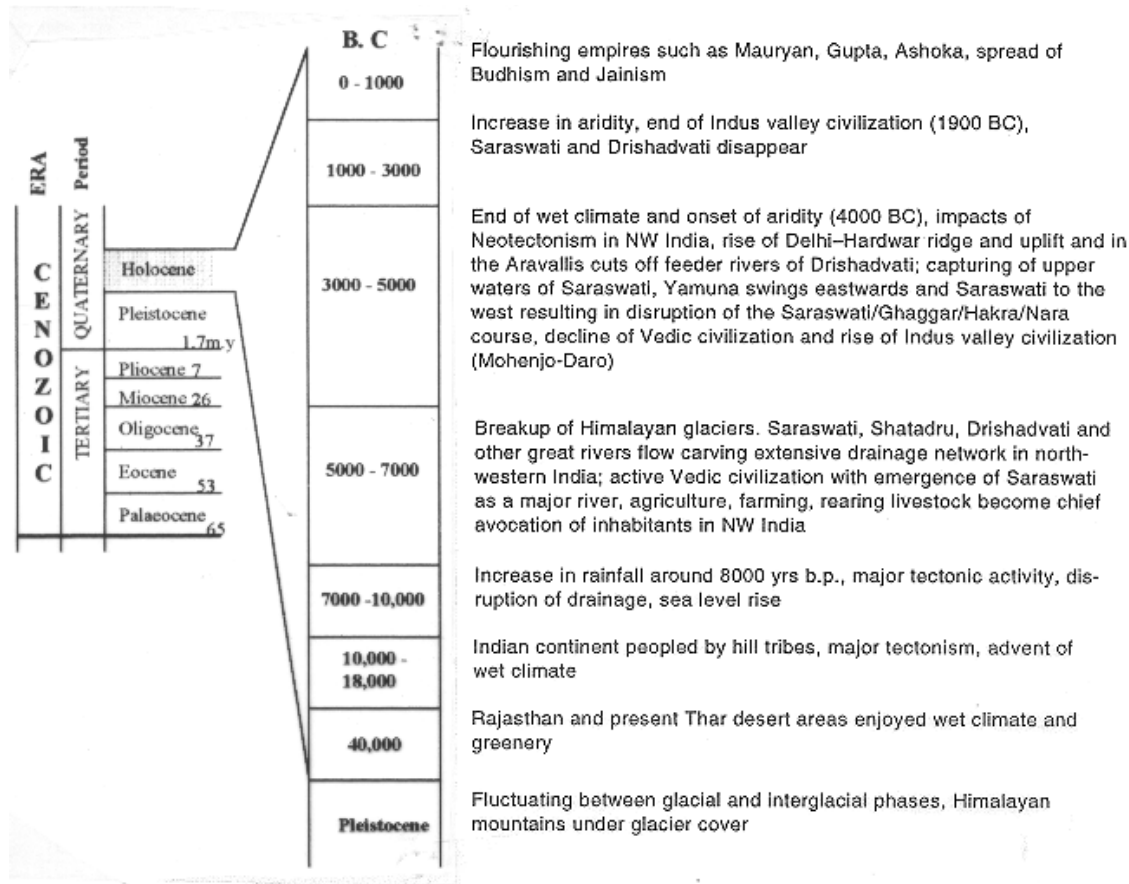 B. C
ERA
Period
CENOZOIC
QUATERNARY
TERTIARY
Holocene
Pleistocene
1.7m y
Pliocene 7
Miocene 26
Oligocene
37
Eocene
53
Palaeocene
65
0 - 1000
Flourishing empires such as Mauryan, Gupta, Ashoka, spread of
Budhism and Jainism
1000 - 3000
Increase in aridity, end of Indus valley civilization (1900 BC),
Saraswati and Drishadvati disappear
3000 - 5000
End of wet climate and onset of aridity (4000 BC), impacts of
Neotectonism in NW India, rise of Delhi–Hardwar ridge and uplift and in
the Aravallis cuts off feeder rivers of Drishadvati; capturing of upper
waters of Saraswati, Yamuna swings eastwards and Saraswati to the
west resulting in disruption of the Saraswati/Ghaggar/Hakra/Nara
course, decline of Vedic civilization and rise of Indus valley civilization
(Mohenjo-Daro)
5000 - 7000
Breakup of Himalayan glaciers. Saraswati, Shatadru, Drishadvati and
other great rivers flow carving extensive drainage network in north-
western India; active Vedic civilization with emergence of Saraswati
as a major river, agriculture, farming, rearing livestock become chief
avocation of inhabitants in NW India
7000 -10,000
Increase in rainfall around 8000 yrs b.p., major tectonic activity, dis-
ruption of drainage, sea level rise
10,000 -
18,000
Indian continent peopled by hill tribes, major tectonism, advent of
wet climate
40,000
Rajasthan and present Thar desert areas enjoyed wet climate and
greenery
Pleistocene
Fluctuating between glacial and interglacial phases, Himalayan
mountains under glacier cover